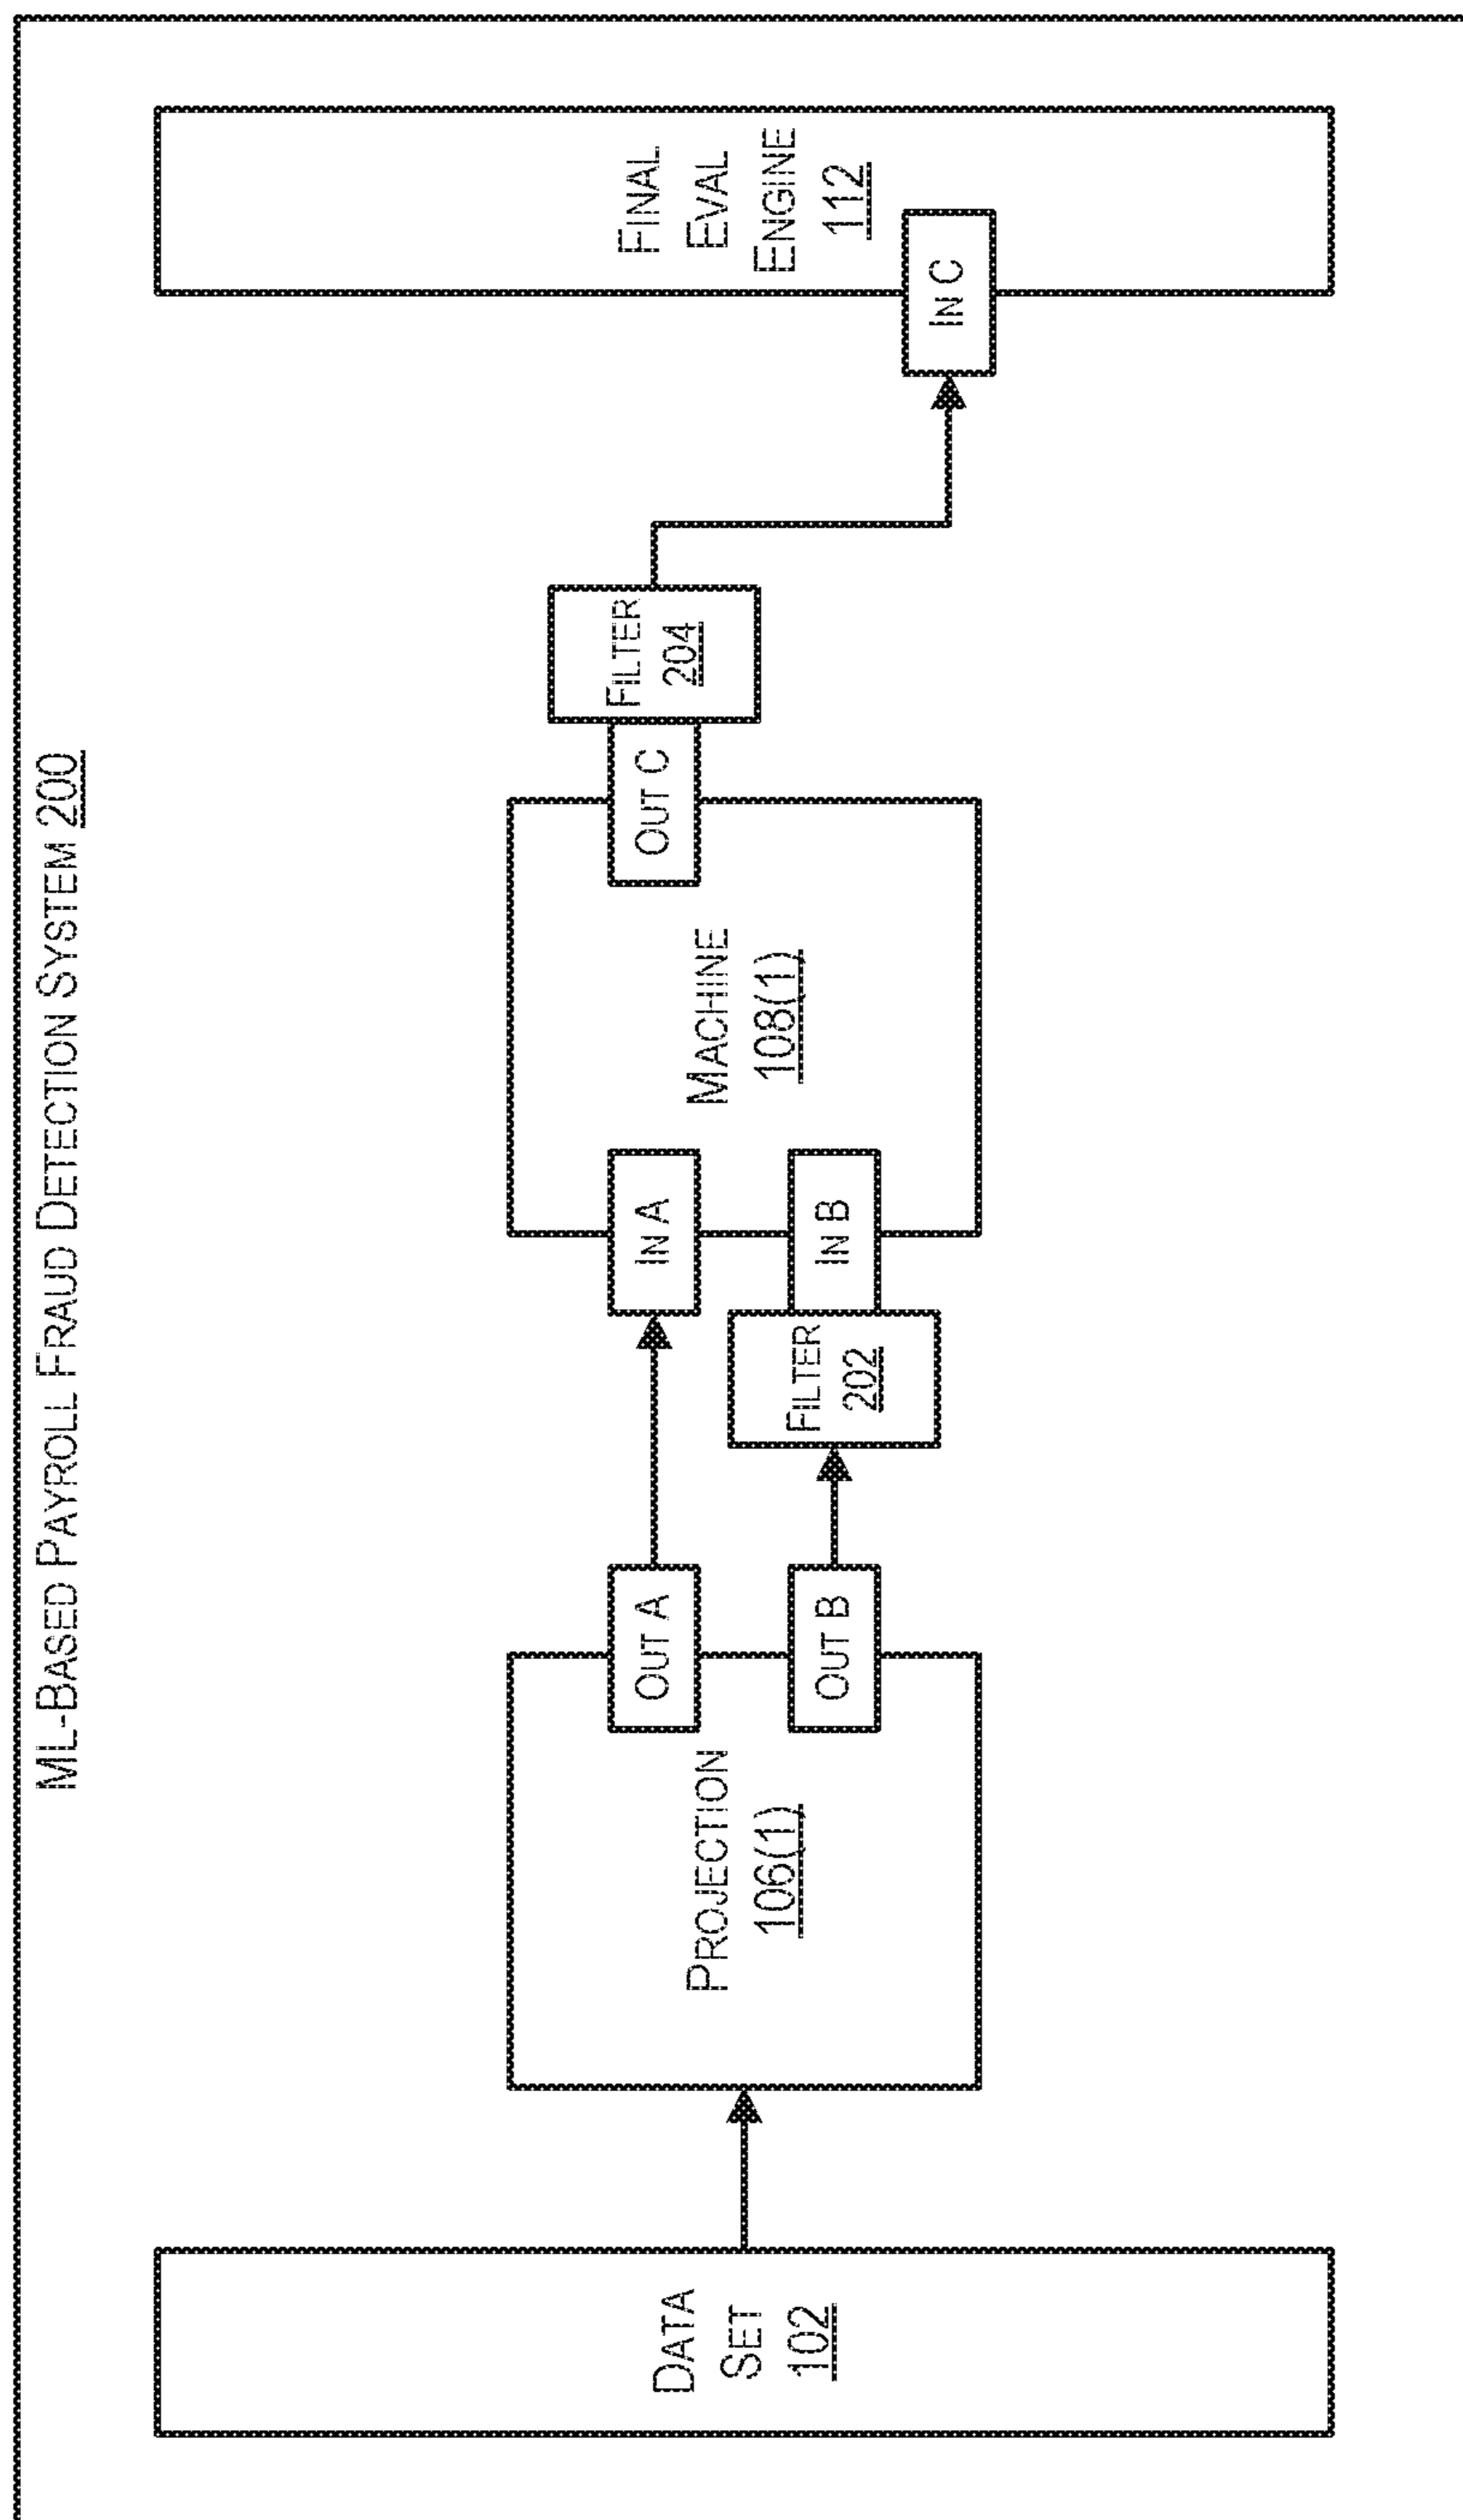 ML-BASED PAYROLL FRAUD DETECTION SYSTEM 200
DATA
SET
102
PROJECTION
106(1)
OUT A
OUT B
FILTER
202
IN A
IN B
MACHINE
108(1)
OUT C
FILTER
204
IN C
FINAL
EVAL
ENGINE
112